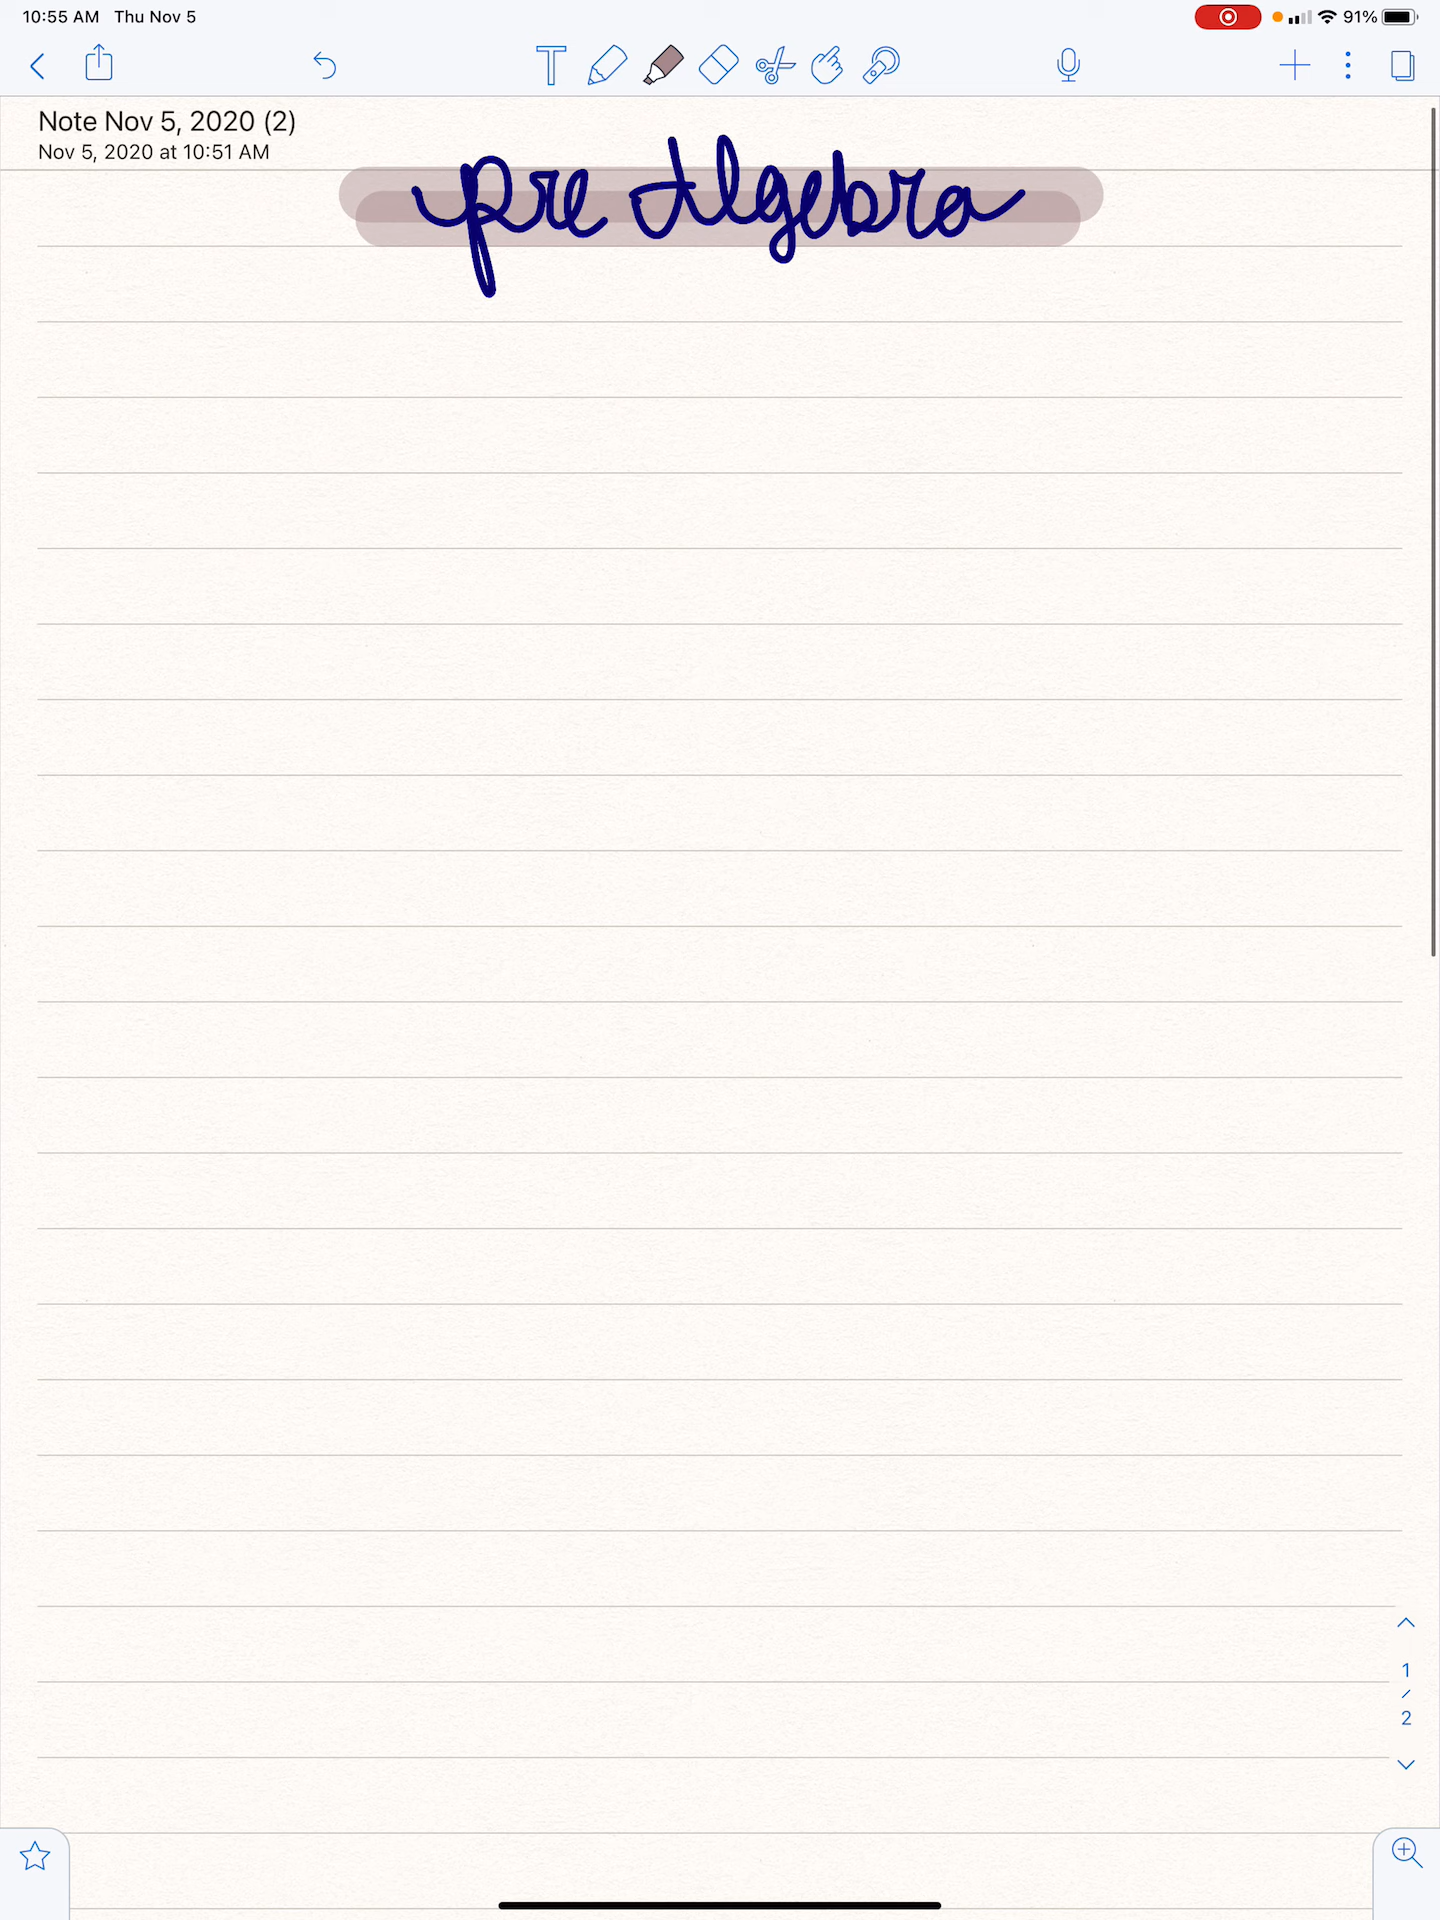 10:55 AM Thu Nov 5 91%
Note Nov 5, 2020 (2)
Nov 5, 2020 at 10:51 AM
pre Algebra
1
/
2